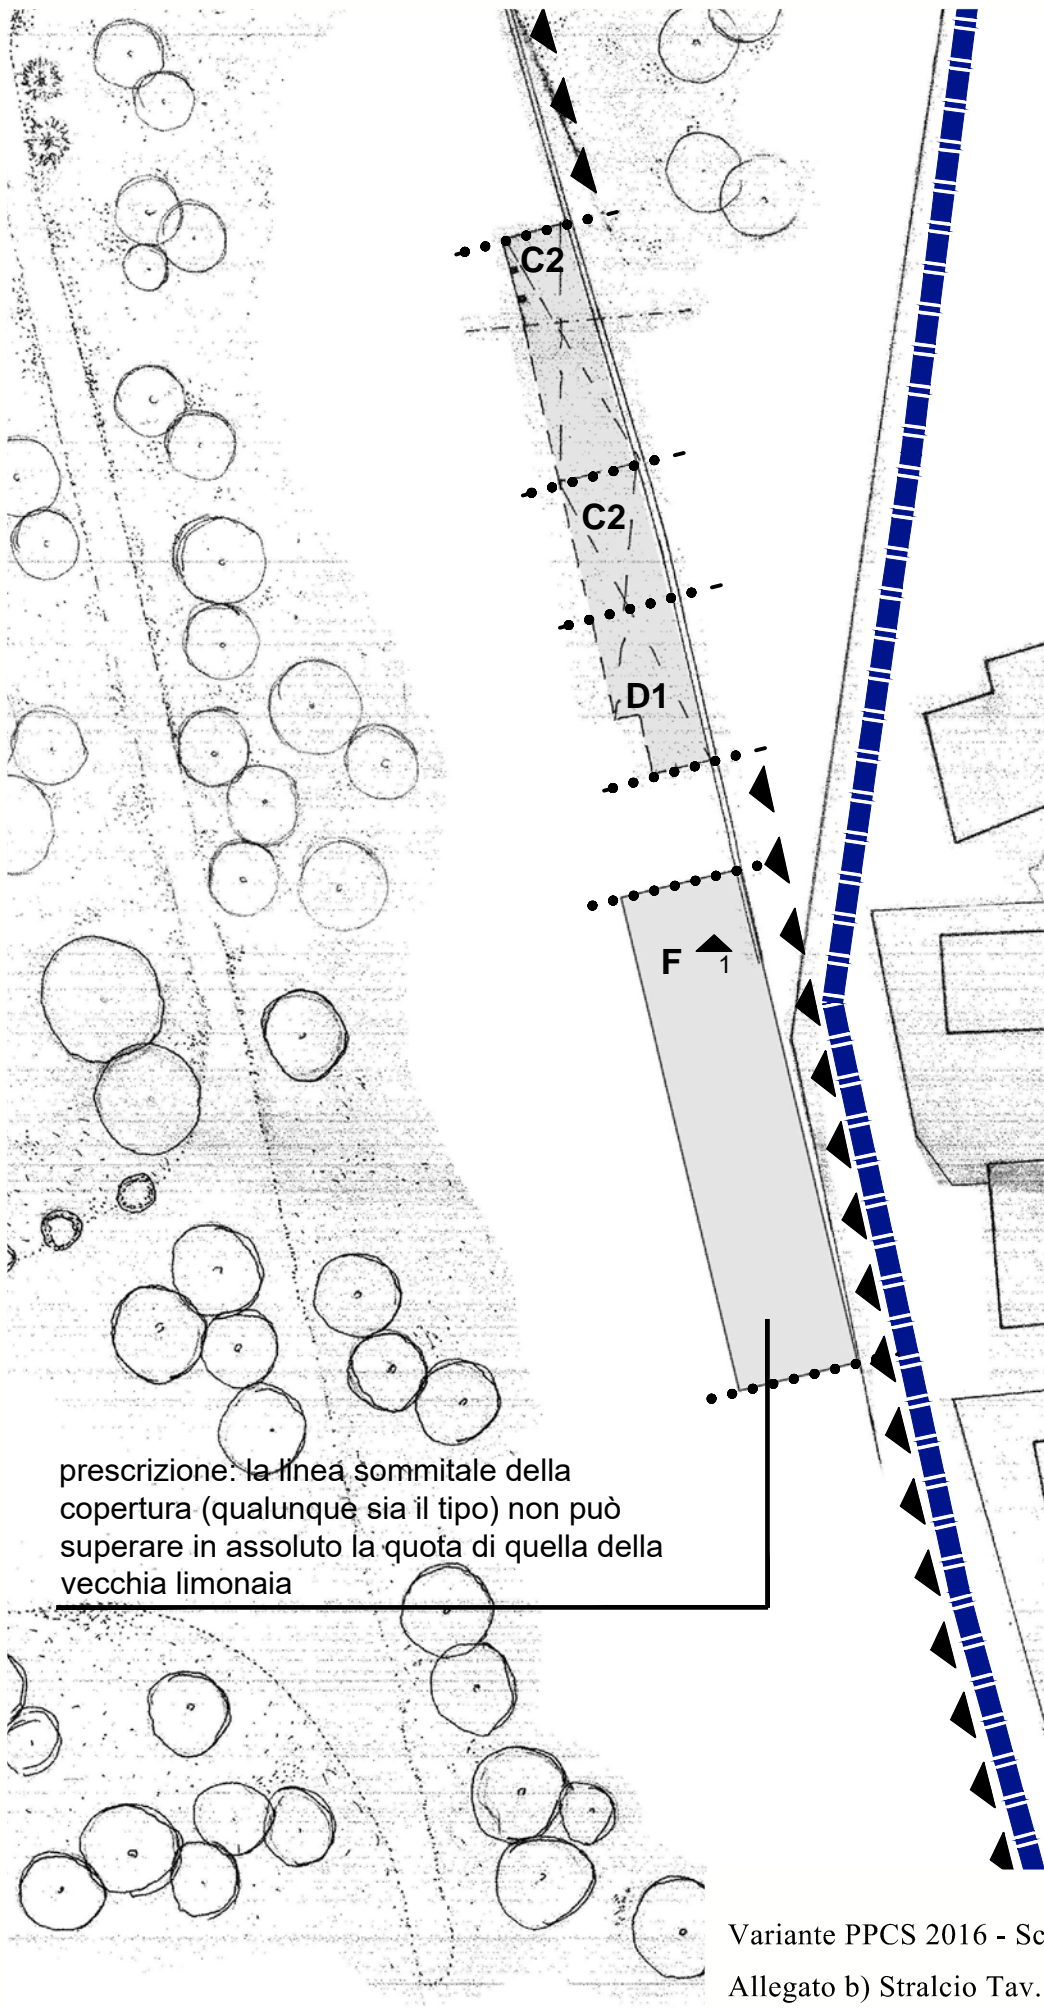 C2
C2
D1
F
1
prescrizione: la linea sommitale della
copertura (qualunque sia il tipo) non può
superare in assoluto la quota di quella della
vecchia limonaia
Variante PPCS 2016 - Sc
Allegato b) Stralcio Tav.